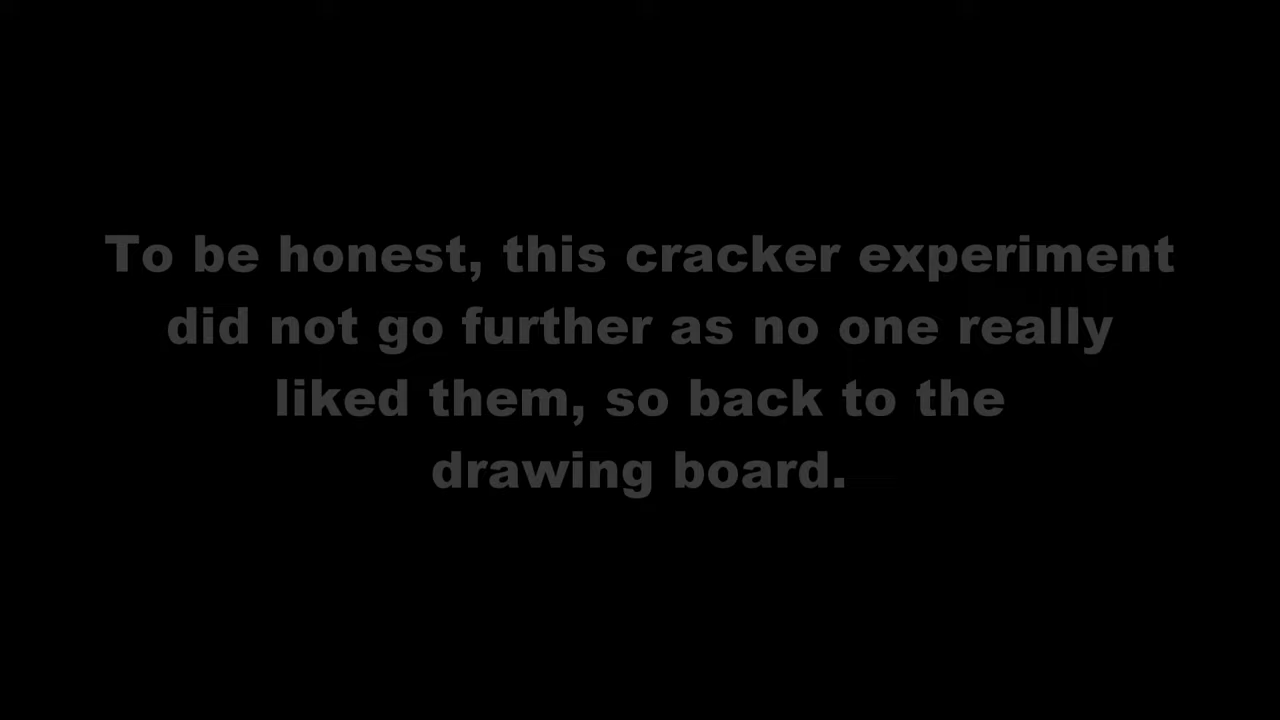 To be honest, this cracker experiment
did not go further as no one really
liked them, so back to the
drawing board.